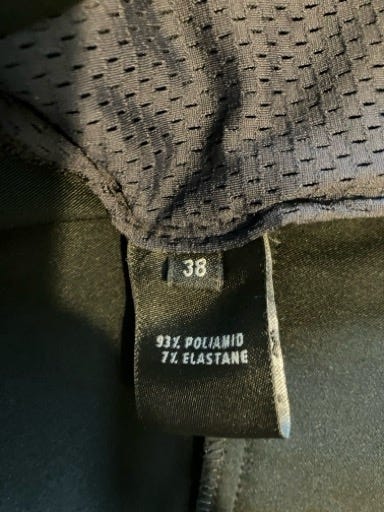 38
93% POLIAMID
7% ELASTANE